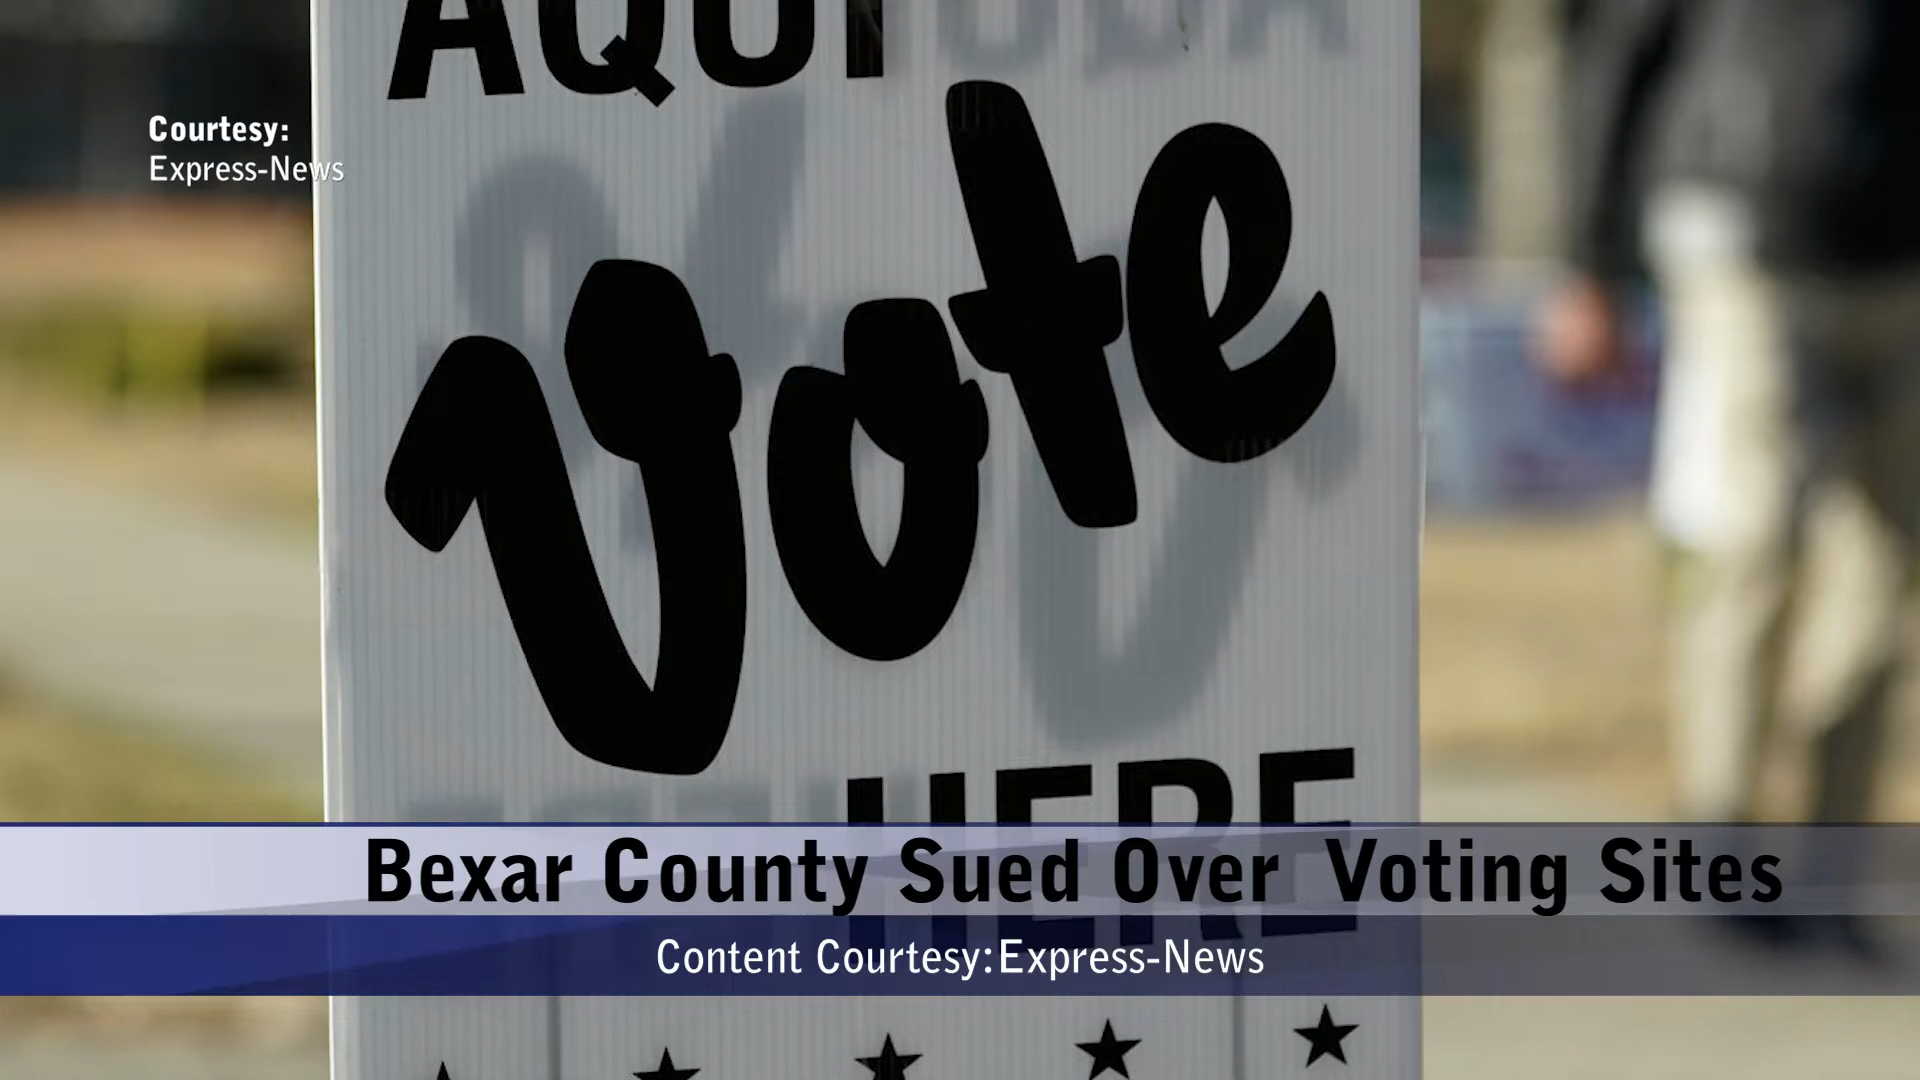 AQUI
Courtesy:
Express-News
Vote
HERE
Bexar County Sued Over Voting Sites
Content Courtesy:Express-News